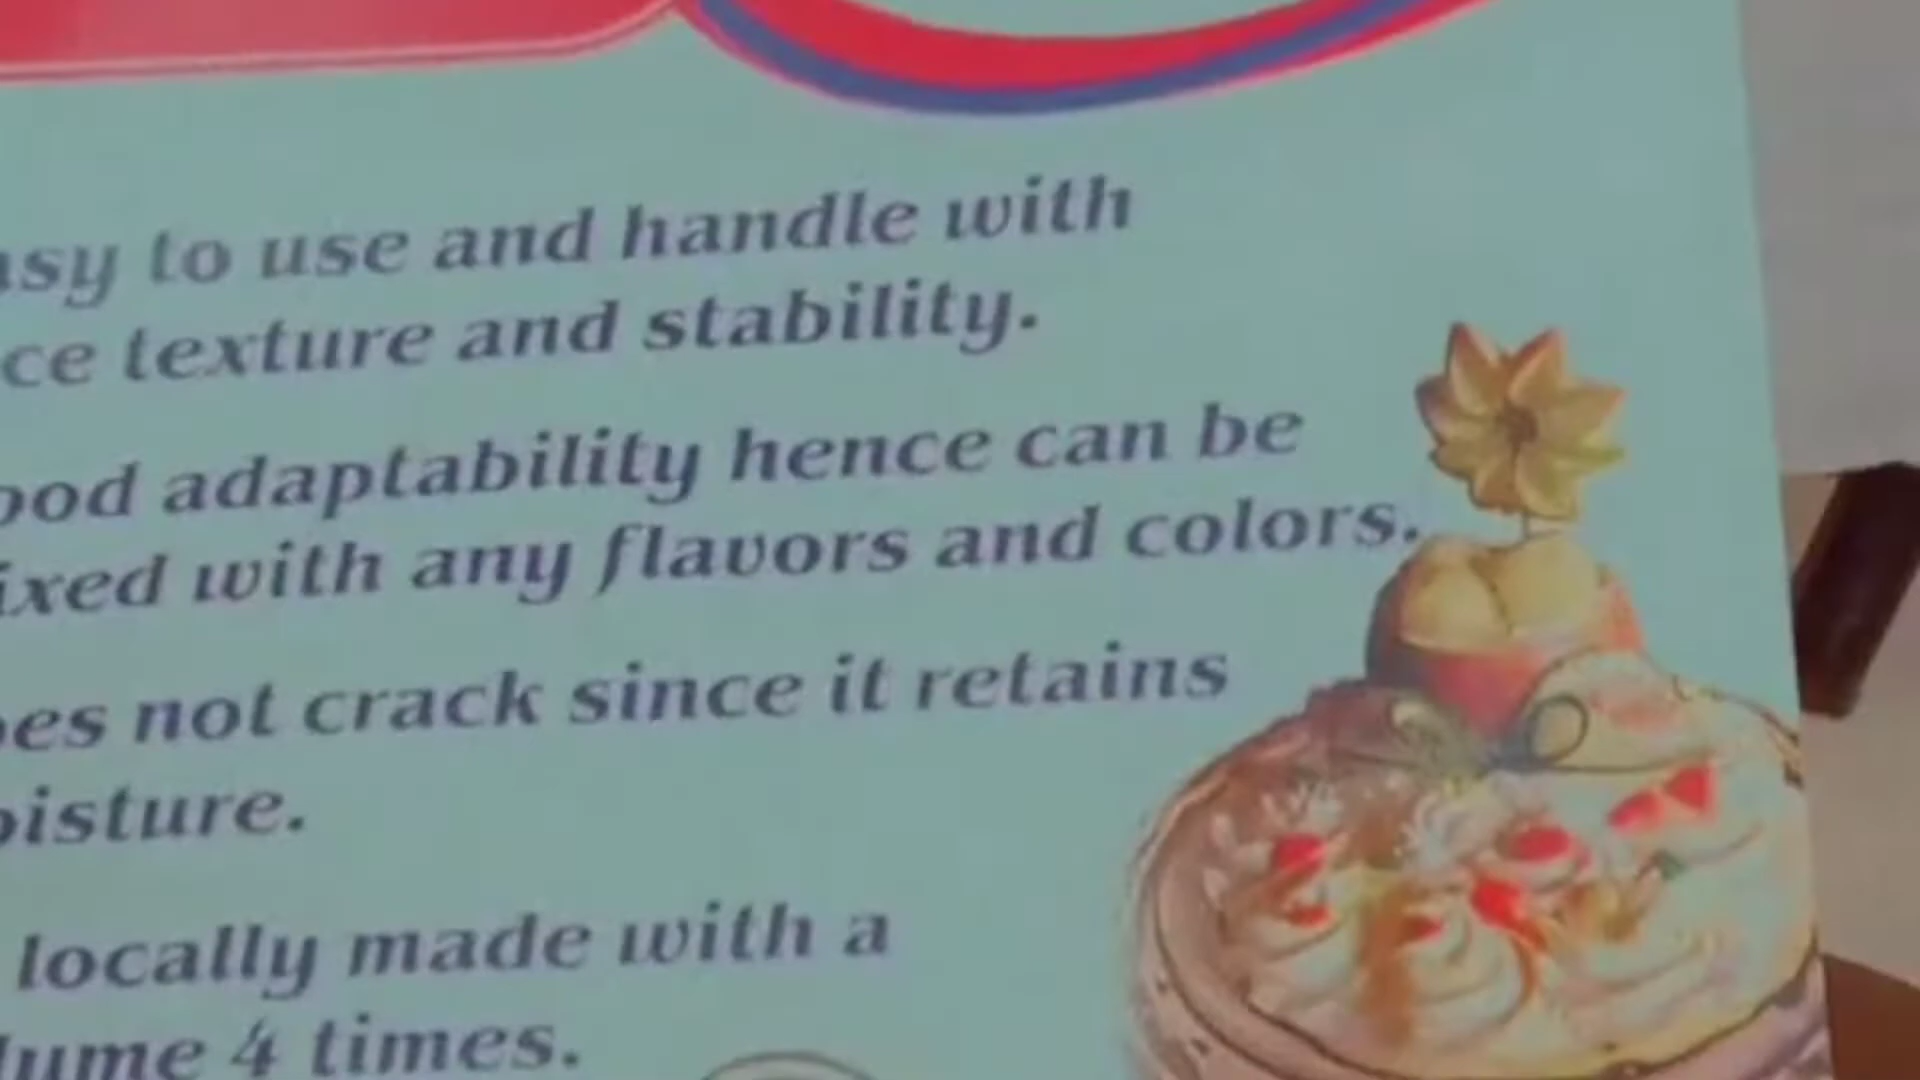 asy to use and handle with
ce texture and stability.
ood adaptability hence can be
ixed with any flavors and colors.
oes not crack since it retains
oisture.
locally made with a
lume 4 times.